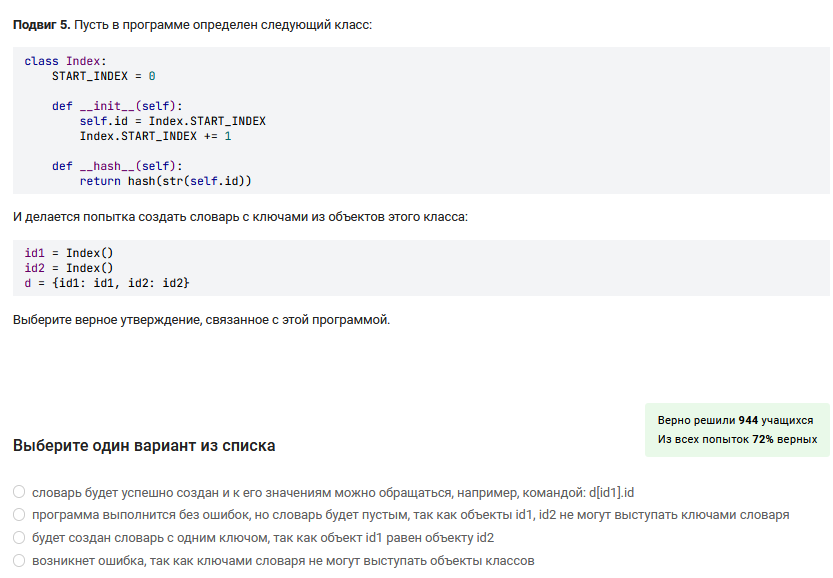 Подвиг 5. Пусть в программе определен следующий класс:
class Index:
    START_INDEX = 0
    def __init__(self):
        self.id = Index.START_INDEX
        Index.START_INDEX += 1
    def __hash__(self):
        return hash(str(self.id))
И делается попытка создать словарь с ключами из объектов этого класса:
id1 = Index()
id2 = Index()
d = {id1: id1, id2: id2}
Выберите верное утверждение, связанное с этой программой.
Верно решили 944 учащихся
Из всех попыток 72% верных
Выберите один вариант из списка
словарь будет успешно создан и к его значениям можно обращаться, например, командой: d[id1].id
программа выполнится без ошибок, но словарь будет пустым, так как объекты id1, id2 не могут выступать ключами словаря
будет создан словарь с одним ключом, так как объект id1 равен объекту id2
возникнет ошибка, так как ключами словаря не могут выступать объекты классов